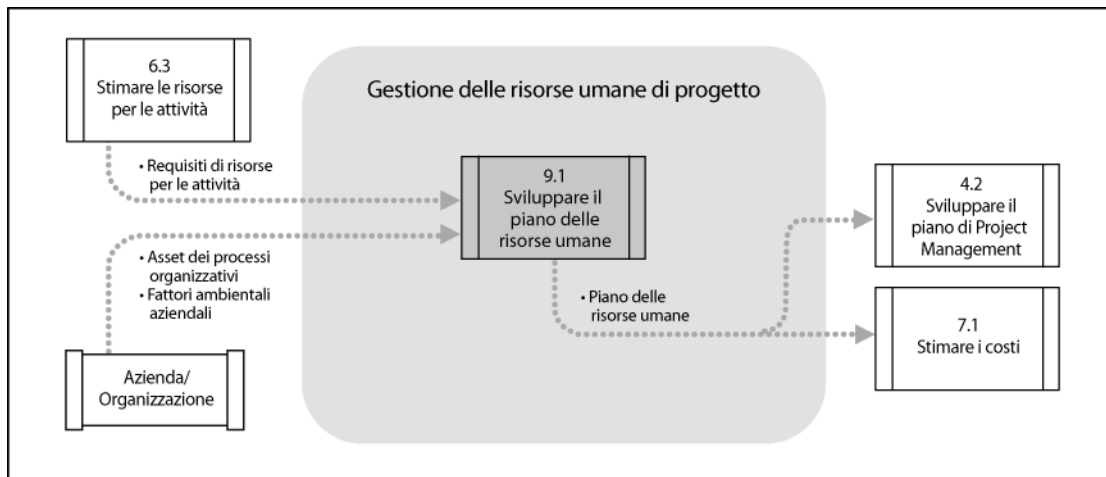 6.3
Stimare le risorse
per le attività
Gestione delle risorse umane di progetto
• Requisiti di risorse
per le attività
9.1
Sviluppare il
piano delle
risorse umane
4.2
Sviluppare il
piano di Project
Management
• Asset dei processi
organizzativi
• Fattori ambientali
aziendali
• Piano delle
risorse umane
7.1
Stimare i costi
Azienda/
Organizzazione